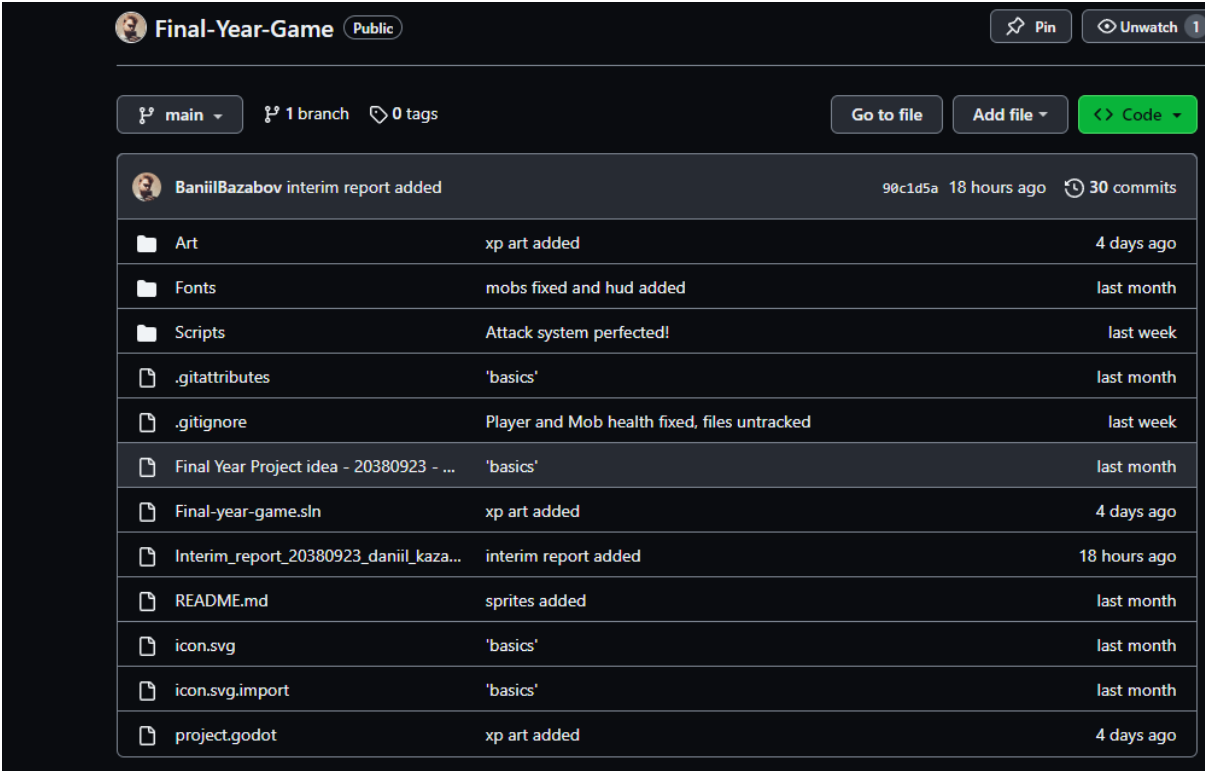 Final-Year-Game Public Pin Unwatch 1
main 1 branch 0 tags Go to file Add file Code
BaniilBazabov interim report added 90c1d5a 18 hours ago 30 commits
Art xp art added 4 days ago
Fonts mobs fixed and hud added last month
Scripts Attack system perfected! last week
.gitattributes 'basics' last month
.gitignore Player and Mob health fixed, files untracked last week
Final Year Project idea - 20380923 - ... 'basics' last month
Final-year-game.sln xp art added 4 days ago
Interim_report_20380923_daniil_kaza... interim report added 18 hours ago
README.md sprites added last month
icon.svg 'basics' last month
icon.svg.import 'basics' last month
project.godot xp art added 4 days ago